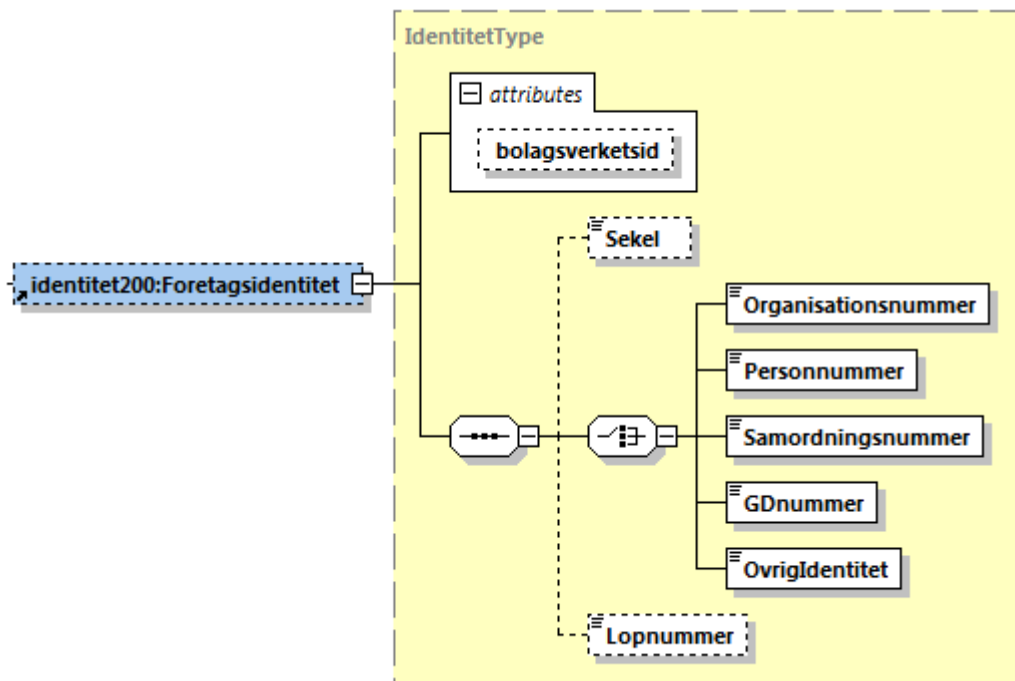 IdentitetType
attributes
bolagsverketsid
Sekel
identitet200:Foretagsidentitet
Organisationsnummer
Personnummer
Samordningsnummer
GDnummer
OvrigIdentitet
Lopnummer